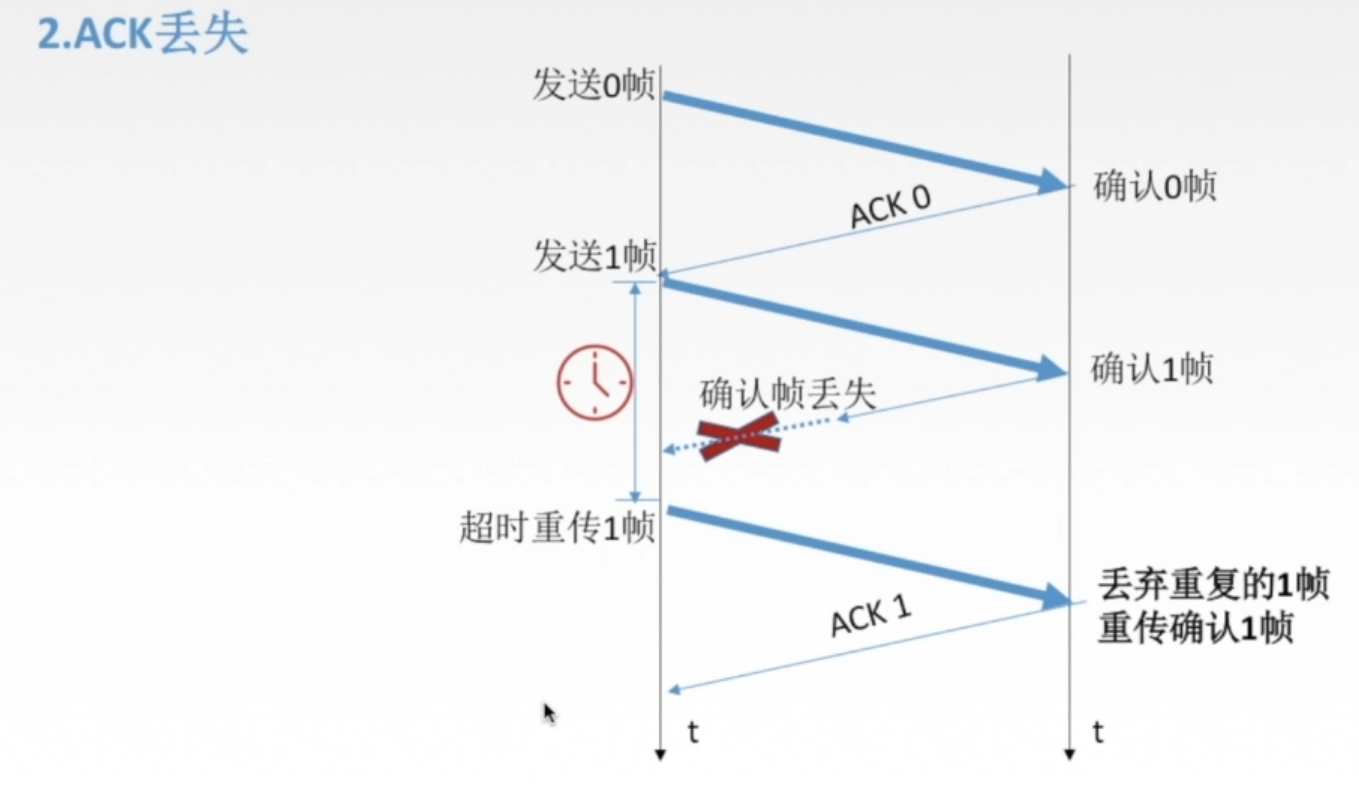 2.ACK丢失
发送0帧
确认0帧
ACK 0
发送1帧
确认1帧
确认帧丢失
超时重传1帧
丢弃重复的1帧
重传确认1帧
ACK 1
t
t